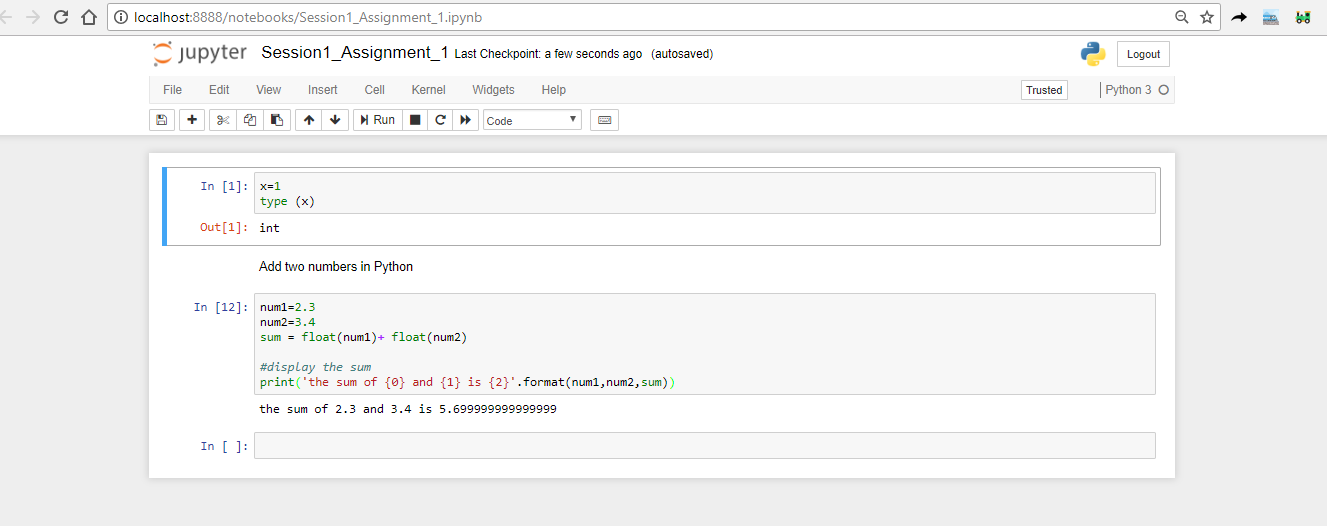 localhost:8888/notebooks/Session1_Assignment_1.ipynb
jupyter Session1_Assignment_1 Last Checkpoint: a few seconds ago (autosaved) Logout
File Edit View Insert Cell Kernel Widgets Help Trusted Python 3
Run Code
In [1]: x=1
type (x)
Out[1]: int
Add two numbers in Python
In [12]: num1=2.3
num2=3.4
sum = float(num1)+ float(num2)
#display the sum
print('the sum of {0} and {1} is {2}'.format(num1,num2,sum))
the sum of 2.3 and 3.4 is 5.699999999999999
In [ ]: